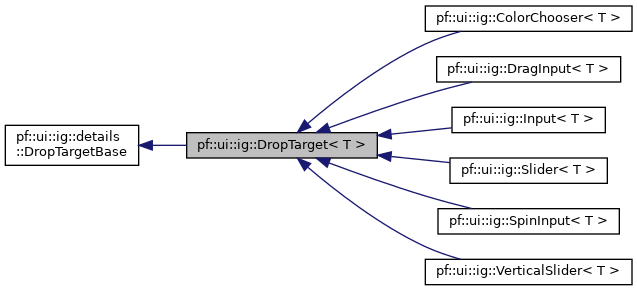 pf::ui::ig::ColorChooser< T >
pf::ui::ig::DragInput< T >
pf::ui::ig::Input< T >
pf::ui::ig::details
::DropTargetBase
pf::ui::ig::DropTarget< T >
pf::ui::ig::Slider< T >
pf::ui::ig::SpinInput< T >
pf::ui::ig::VerticalSlider< T >